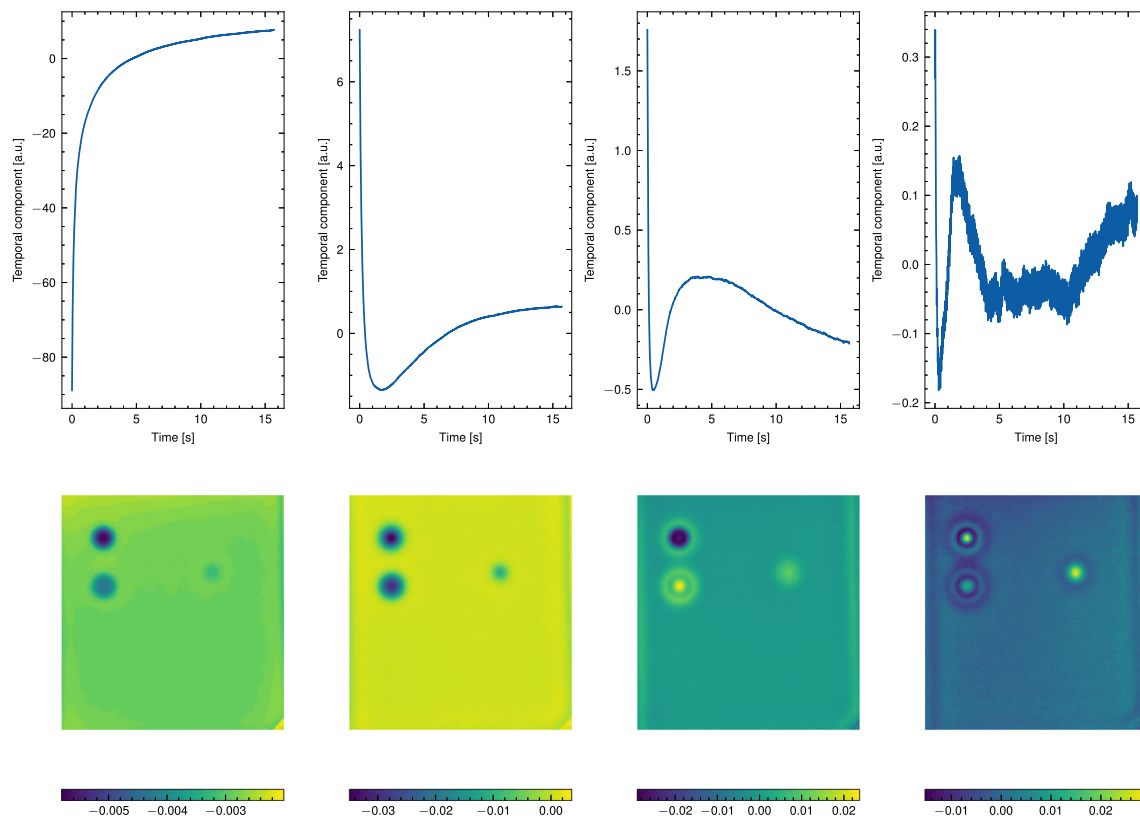 Temporal component [a.u.]
0
−20
−40
−60
−80
0 5 10 15
Time [s]
Temporal component [a.u.]
6
4
2
0
0 5 10 15
Time [s]
Temporal component [a.u.]
1.5
1.0
0.5
0.0
−0.5
0 5 10 15
Time [s]
Temporal component [a.u.]
0.3
0.2
0.1
0.0
−0.1
−0.2
0 5 10 15
Time [s]
−0.005 −0.004 −0.003
−0.03 −0.02 −0.01 0.00
−0.02 −0.01 0.00 0.01 0.02
−0.01 0.00 0.01 0.02